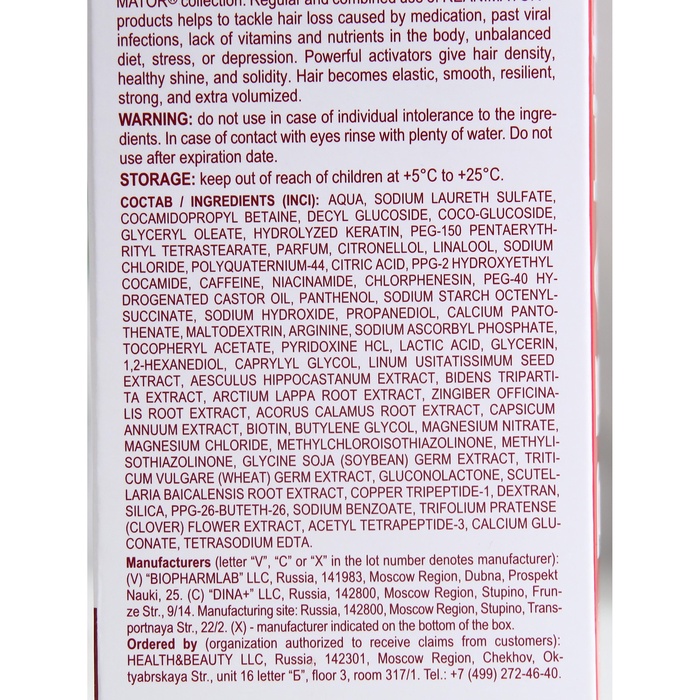 MATOR® collection. Regular and combined use of
products helps to tackle hair loss caused by medication, past viral
infections, lack of vitamins and nutrients in the body, unbalanced
diet, stress, or depression. Powerful activators give hair density,
healthy shine, and solidity. Hair becomes elastic, smooth, resilient,
strong, and extra volumized.
WARNING: do not use in case of individual intolerance to the ingre-
dients. In case of contact with eyes rinse with plenty of water. Do not
use after expiration date.
STORAGE: keep out of reach of children at +5°C to +25°C.
СОСТАВ / INGREDIENTS (INCI): AQUA, SODIUM LAURETH SULFATE,
COCAMIDOPROPYL BETAINE, DECYL GLUCOSIDE, COCO-GLUCOSIDE,
GLYCERYL OLEATE, HYDROLYZED KERATIN, PEG-150 PENTAERYTH-
RITYL TETRASTEARATE, PARFUM, CITRONELLOL, LINALOOL, SODIUM
CHLORIDE, POLYQUATERNIUM-44, CITRIC ACID, PPG-2 HYDROXYETHYL
COCAMIDE, CAFFEINE, NIACINAMIDE, CHLORPHENESIN, PEG-40 HY-
DROGENATED CASTOR OIL, PANTHENOL, SODIUM STARCH OCTENYL-
SUCCINATE, SODIUM HYDROXIDE, PROPANEDIOL, CALCIUM PANTO-
THENATE, MALTODEXTRIN, ARGININE, SODIUM ASCORBYL PHOSPHATE,
TOCOPHERYL ACETATE, PYRIDOXINE HCL, LACTIC ACID, GLYCERIN,
1,2-HEXANEDIOL, CAPRYLYL GLYCOL, LINUM USITATISSIMUM SEED
EXTRACT, AESCULUS HIPPOCASTANUM EXTRACT, BIDENS TRIPARTI-
TA EXTRACT, ARCTIUM LAPPA ROOT EXTRACT, ZINGIBER OFFICINA-
LIS ROOT EXTRACT, ACORUS CALAMUS ROOT EXTRACT, CAPSICUM
ANNUUM EXTRACT, BIOTIN, BUTYLENE GLYCOL, MAGNESIUM NITRATE,
MAGNESIUM CHLORIDE, METHYLCHLOROISOTHIAZOLINONE, METHYLI-
SOTHIAZOLINONE, GLYCINE SOJA (SOYBEAN) GERM EXTRACT, TRITI-
CUM VULGARE (WHEAT) GERM EXTRACT, GLUCONOLACTONE, SCUTEL-
LARIA BAICALENSIS ROOT EXTRACT, COPPER TRIPEPTIDE-1, DEXTRAN,
SILICA, PPG-26-BUTETH-26, SODIUM BENZOATE, TRIFOLIUM PRATENSE
(CLOVER) FLOWER EXTRACT, ACETYL TETRAPEPTIDE-3, CALCIUM GLU-
CONATE, TETRASODIUM EDTA.
Manufacturers (letter “V”, “C” or “X” in the lot number denotes manufacturer):
(V) “BIOPHARMLAB” LLC, Russia, 141983, Moscow Region, Dubna, Prospekt
Nauki, 25. (C) “DINA+” LLC, Russia, 142800, Moscow Region, Stupino, Frun-
ze Str., 9/14. Manufacturing site: Russia, 142800, Moscow Region, Stupino, Trans-
portnaya Str., 22/2. (X) - manufacturer indicated on the bottom of the box.
Ordered by (organization authorized to receive claims from customers):
HEALTH&BEAUTY LLC, Russia, 142301, Moscow Region, Chekhov, Ok-
tyabrskaya Str., unit 16 letter “Б”, floor 3, room 317/1. Tel.: +7 (499) 272-46-40.